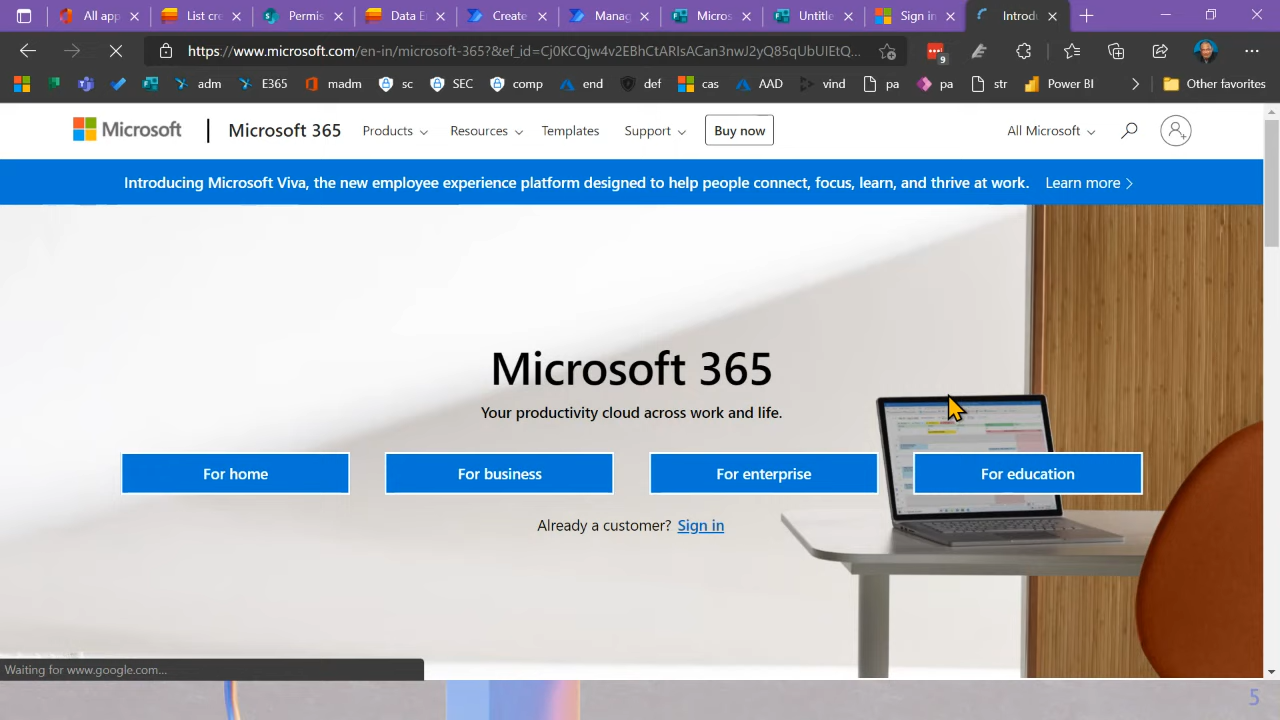 All app
List cre
Permis
Data E
Create
Manag
Micros
Untitle
Sign in
Introdu
https://www.microsoft.com/en-in/microsoft-365?&ef_id=Cj0KCQjw4v2EBhCtARIsACan3nwJ2yQ85qUbUlEtQ...
9
adm
E365
madm
sc
SEC
comp
end
def
cas
AAD
vind
pa
pa
str
Power BI
Other favorites
Microsoft
Microsoft 365
Products
Resources
Templates
Support
Buy now
All Microsoft
Introducing Microsoft Viva, the new employee experience platform designed to help people connect, focus, learn, and thrive at work. Learn more
Microsoft 365
Your productivity cloud across work and life.
For home
For business
For enterprise
For education
Already a customer? Sign in
Waiting for www.google.com...
5